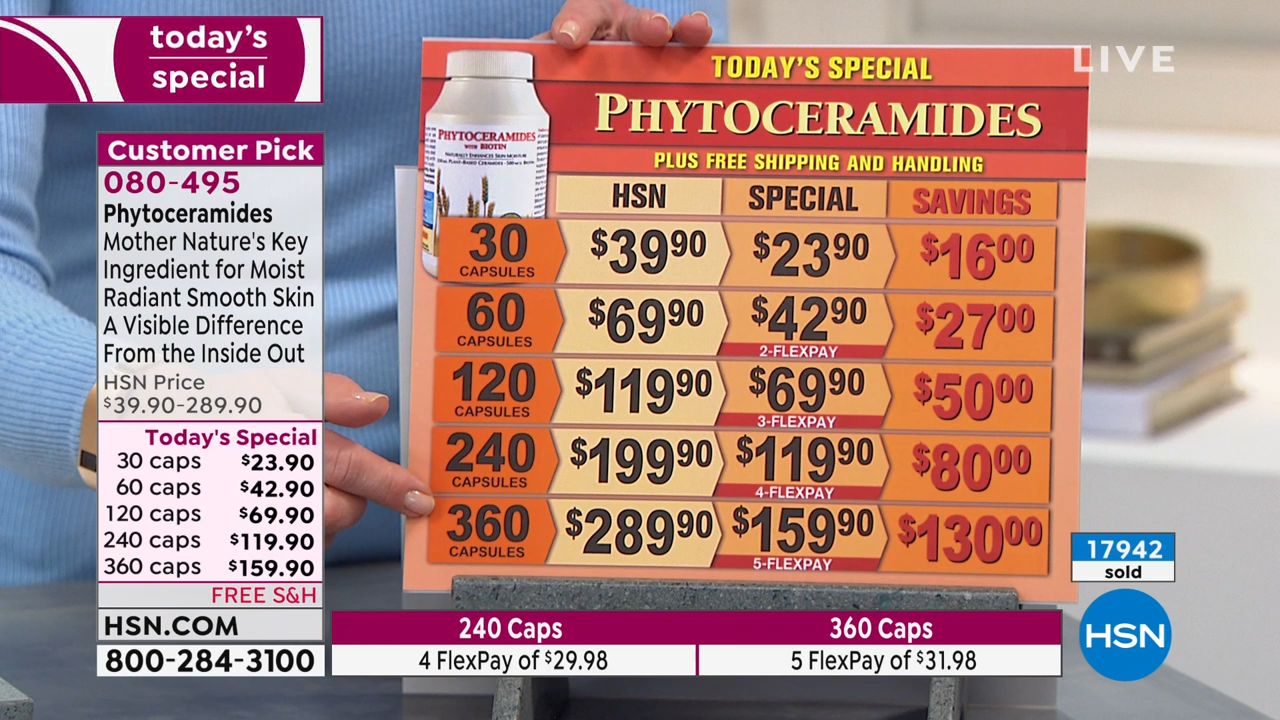 today's
special
LIVE
Customer Pick
080-495
Phytoceramides
Mother Nature's Key
Ingredient for Moist
Radiant Smooth Skin
A Visible Difference
From the Inside Out
HSN Price
$39.90-289.90
Today's Special
30 caps $23.90
60 caps $42.90
120 caps $69.90
240 caps $119.90
360 caps $159.90
FREE S&H
HSN.COM
800-284-3100
TODAY'S SPECIAL
PHYTOCERAMIDES
PLUS FREE SHIPPING AND HANDLING
PHYTOCERAMIDES
WITH BIOTIN
NATURALLY ENHANCES SKIN MOISTURE
HSN SPECIAL SAVINGS
30 CAPSULES $39.90 $23.90 $16.00
60 CAPSULES $69.90 $42.90 $27.00
2-FLEXPAY
120 CAPSULES $119.90 $69.90 $50.00
3-FLEXPAY
240 CAPSULES $199.90 $119.90 $80.00
4-FLEXPAY
360 CAPSULES $289.90 $159.90 $130.00
5-FLEXPAY
17942
sold
HSN
240 Caps 360 Caps
4 FlexPay of $29.98 5 FlexPay of $31.98